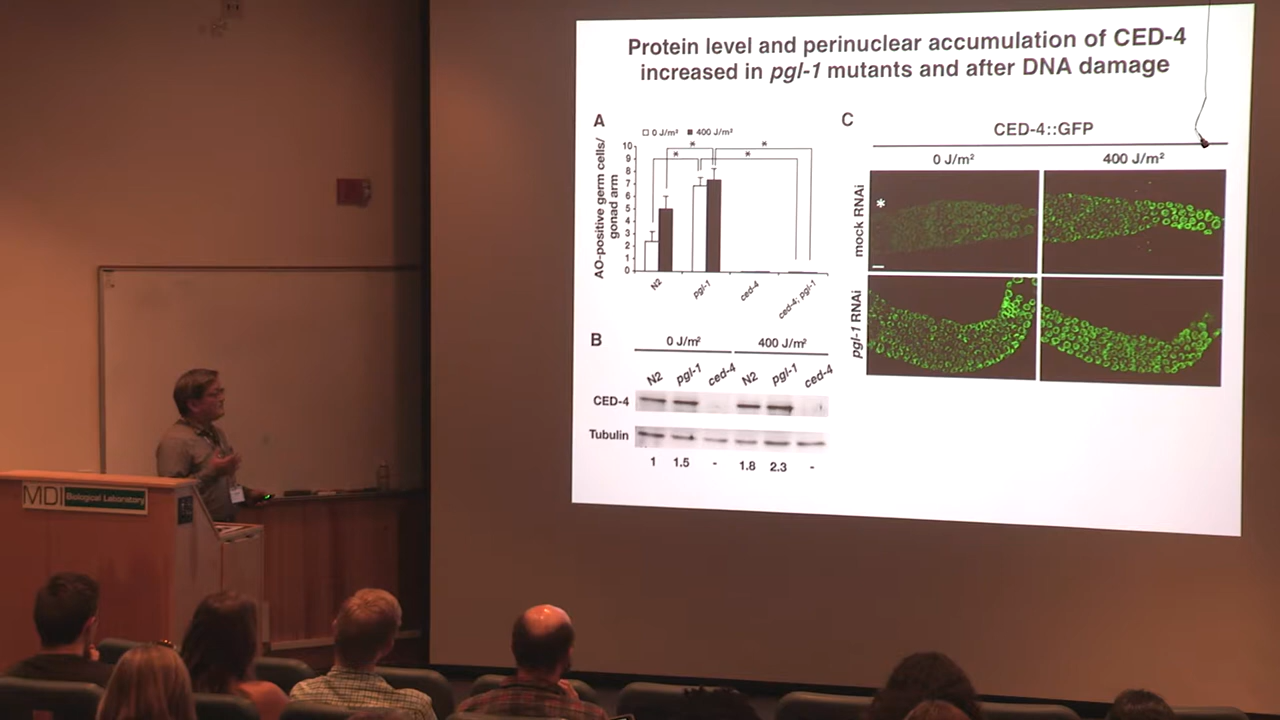 Protein level and perinuclear accumulation of CED-4
increased in pgl-1 mutants and after DNA damage
A
0 J/m² 400 J/m²
AO-positive germ cells/
gonad arm
10
9
8
7
6
5
4
3
2
1
0
* *
* *
N2 pgl-1 ced-4 ced-4; pgl-1
B
0 J/m² 400 J/m²
N2 pgl-1 ced-4 N2 pgl-1 ced-4
CED-4
Tubulin
1 1.5 - 1.8 2.3 -
C
CED-4::GFP
0 J/m² 400 J/m²
mock RNAi
*
pgl-1 RNAi
MDI Biological Laboratory